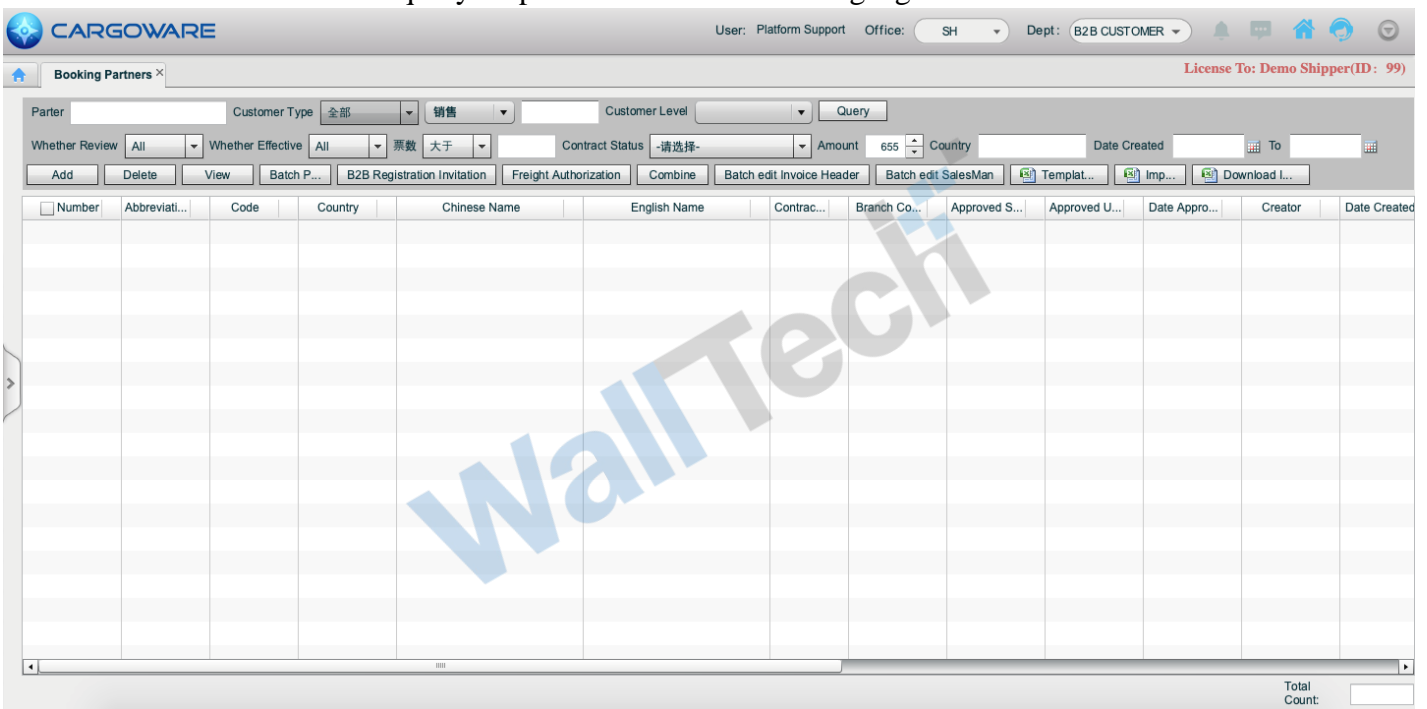 CARGOWARE User: Platform Support Office: SH Dept: B2B CUSTOMER
Booking Partners × License To: Demo Shipper(ID: 99)
Parter Customer Type 全部 销售 Customer Level Query
Whether Review All Whether Effective All 票数 大于 Contract Status -请选择- Amount 655 Country Date Created To
Add Delete View Batch P... B2B Registration Invitation Freight Authorization Combine Batch edit Invoice Header Batch edit SalesMan Templat... Imp... Download I...
Number Abbreviati... Code Country Chinese Name English Name Contrac... Branch Co... Approved S... Approved U... Date Appro... Creator Date Created
WallTech
Total
Count: